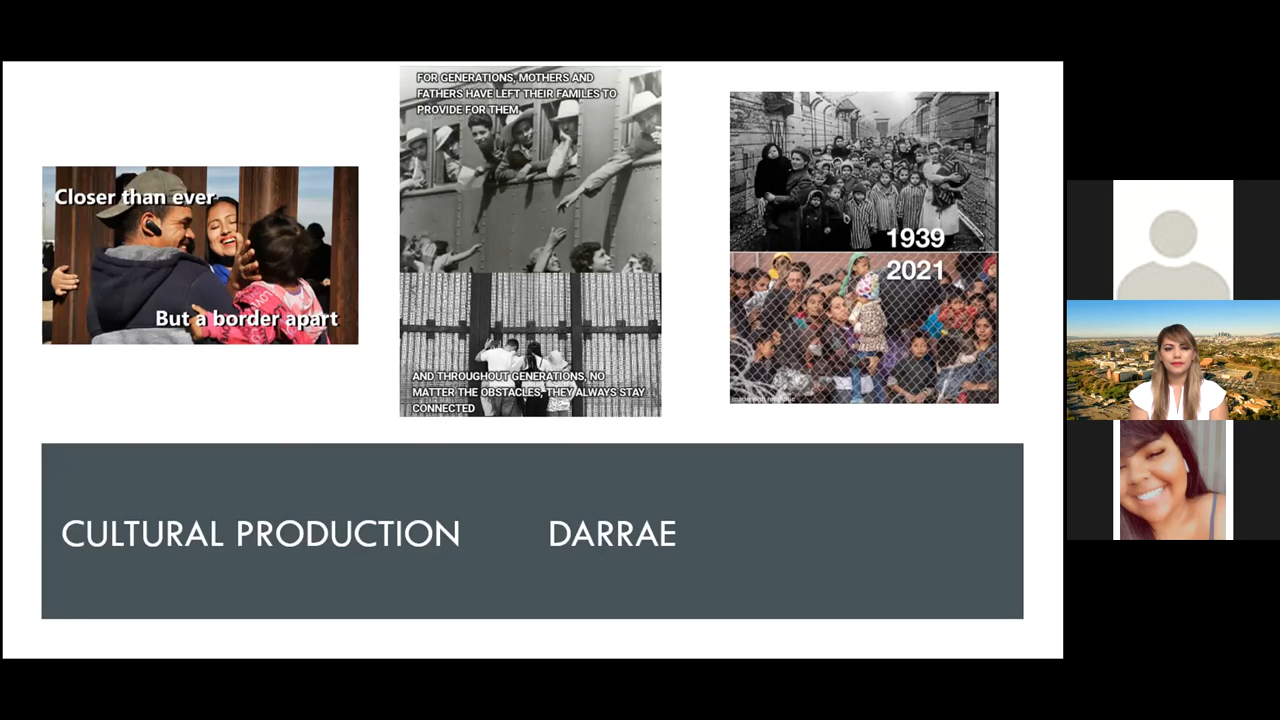 Closer than ever
But a border apart
FOR GENERATIONS, MOTHERS AND
FATHERS HAVE LEFT THEIR FAMILES TO
PROVIDE FOR THEM
AND THROUGHOUT GENERATIONS, NO
MATTER THE OBSTACLES, THEY ALWAYS STAY
CONNECTED
1939
2021
CULTURAL PRODUCTION DARRAE